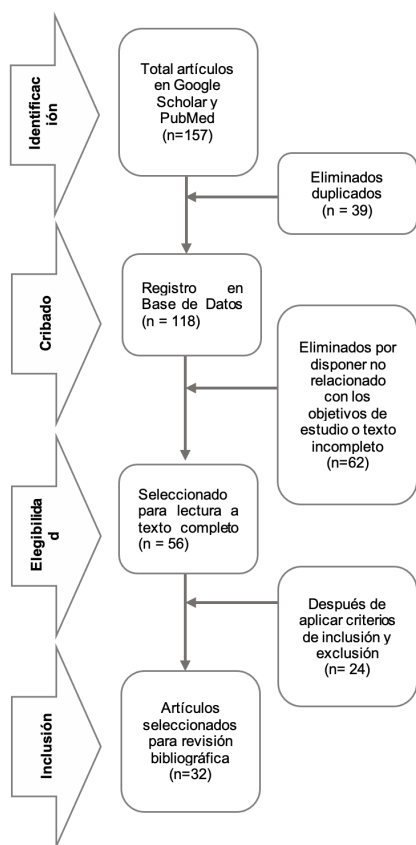 Identificac
ión
Total artículos
en Google
Scholar y
PubMed
(n=157)
Eliminados
duplicados
(n = 39)
Cribado
Registro en
Base de Datos
(n = 118)
Eliminados por
disponer no
relacionado
con los
objetivos de
estudio o texto
incompleto
(n=62)
Elegibilida
d
Seleccionado
para lectura a
texto completo
(n = 56)
Después de
aplicar criterios
de inclusión y
exclusión
(n= 24)
Inclusión
Artículos
seleccionados
para revisión
bibliográfica
(n=32)